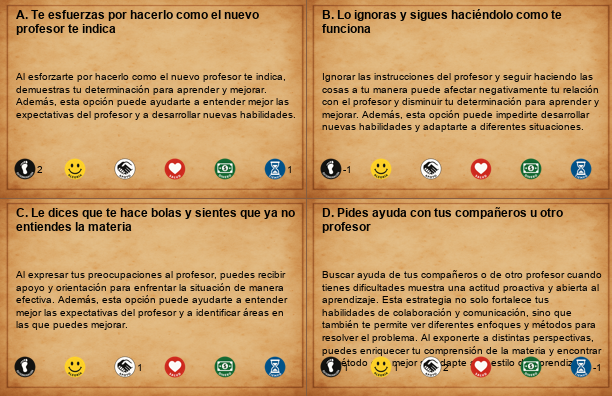 A. Te esfuerzas por hacerlo como el nuevo
profesor te indica
Al esforzarte por hacerlo como el nuevo profesor te indica,
demuestras tu determinación para aprender y mejorar.
Además, esta opción puede ayudarte a entender mejor las
expectativas del profesor y a desarrollar nuevas habilidades.
2 1
B. Lo ignoras y sigues haciéndolo como te
funciona
Ignorar las instrucciones del profesor y seguir haciendo las
cosas a tu manera puede afectar negativamente tu relación
con el profesor y disminuir tu determinación para aprender y
mejorar. Además, esta opción puede impedirte desarrollar
nuevas habilidades y adaptarte a diferentes situaciones.
-1
C. Le dices que te hace bolas y sientes que ya no
entiendes la materia
Al expresar tus preocupaciones al profesor, puedes recibir
apoyo y orientación para enfrentar la situación de manera
efectiva. Además, esta opción puede ayudarte a entender
mejor las expectativas del profesor y a identificar áreas en
las que puedes mejorar.
1
D. Pides ayuda con tus compañeros u otro
profesor
Buscar ayuda de tus compañeros o de otro profesor cuando
tienes dificultades muestra una actitud proactiva y abierta al
aprendizaje. Esta estrategia no solo fortalece tus
habilidades de colaboración y comunicación, sino que
también te permite ver diferentes enfoques y métodos para
resolver el problema. Al exponerte a distintas perspectivas,
puedes enriquecer tu comprensión de la materia y encontrar
mejor
2 -1